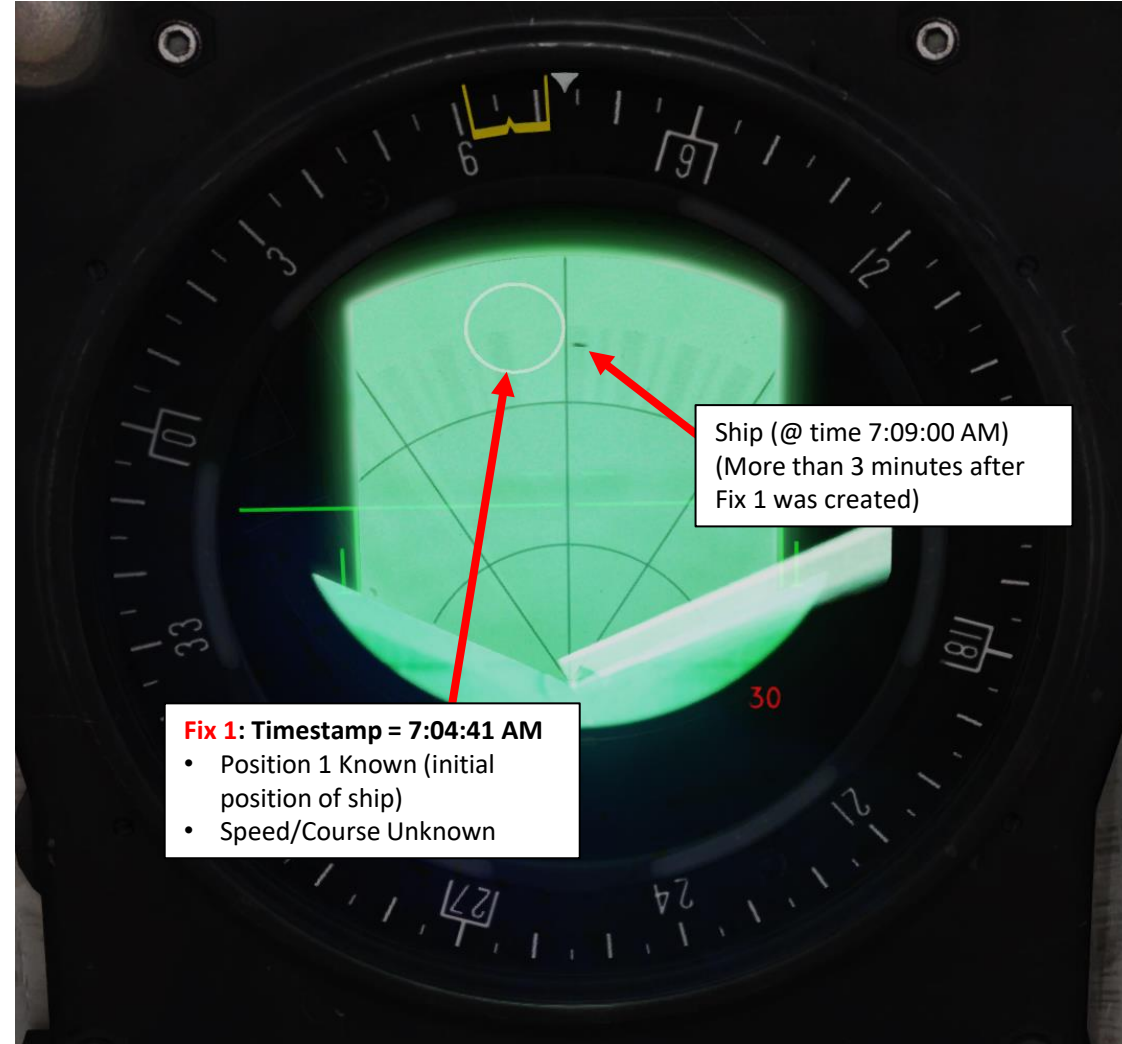 6
9
3
12
0
Ship (@ time 7:09:00 AM)
(More than 3 minutes after
Fix 1 was created)
33
18
30
Fix 1: Timestamp = 7:04:41 AM
• Position 1 Known (initial
position of ship)
• Speed/Course Unknown
21
27
24